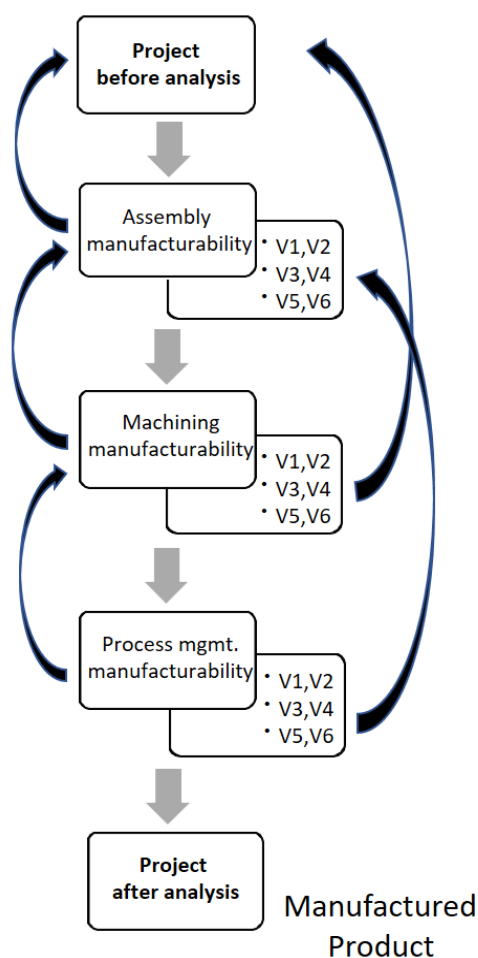 Project
before analysis
Assembly
manufacturability
• V1,V2
• V3,V4
• V5,V6
Machining
manufacturability
• V1,V2
• V3,V4
• V5,V6
Process mgmt.
manufacturability
• V1,V2
• V3,V4
• V5,V6
Project
after analysis
Manufactured
Product